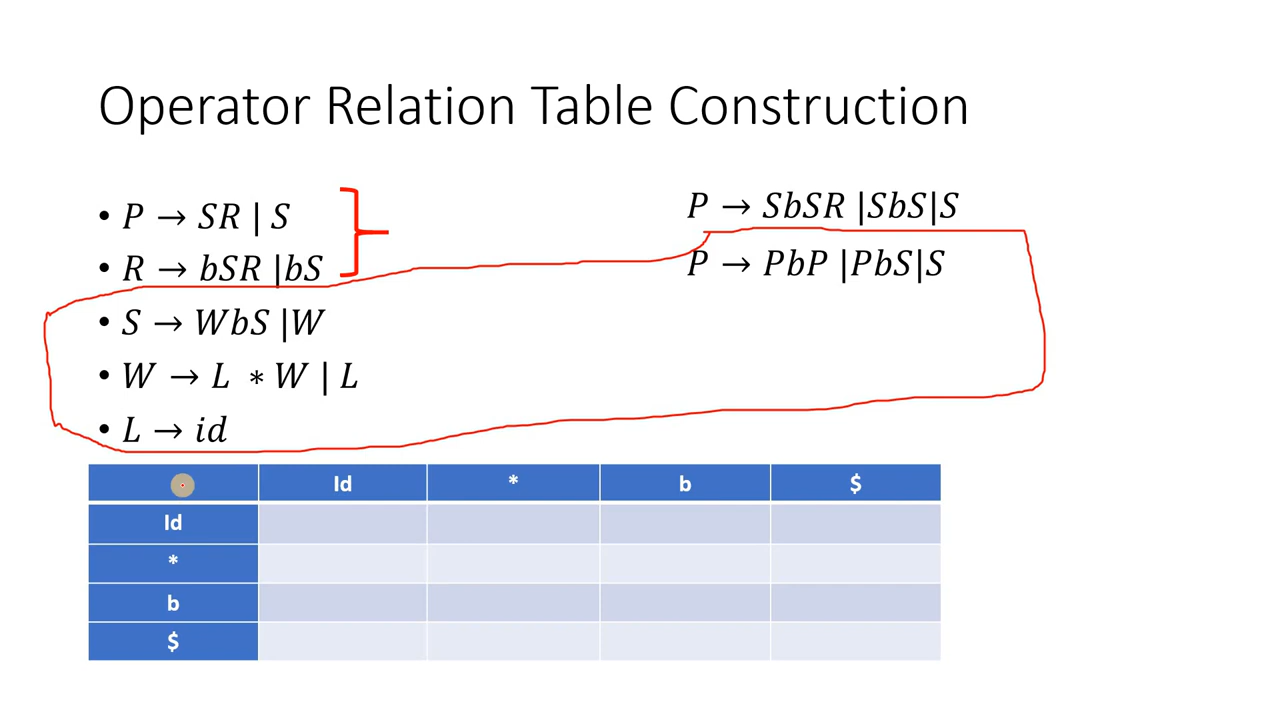 Operator Relation Table Construction
• P → SR | S
• R → bSR |bS
• S → WbS |W
• W → L ∗ W | L
• L → id
P → SbSR |SbS|S
P → PbP |PbS|S
Id * b $
Id
*
b
$